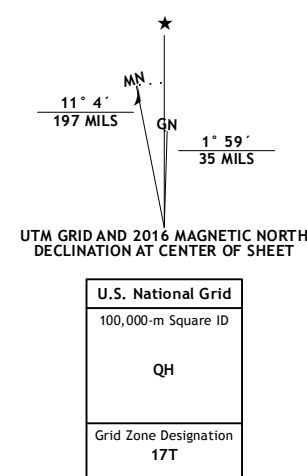 ★
MN
11° 4´
197 MILS
GN
1° 59´
35 MILS
UTM GRID AND 2016 MAGNETIC NORTH
DECLINATION AT CENTER OF SHEET
U.S. National Grid
100,000-m Square ID
QH
Grid Zone Designation
17T